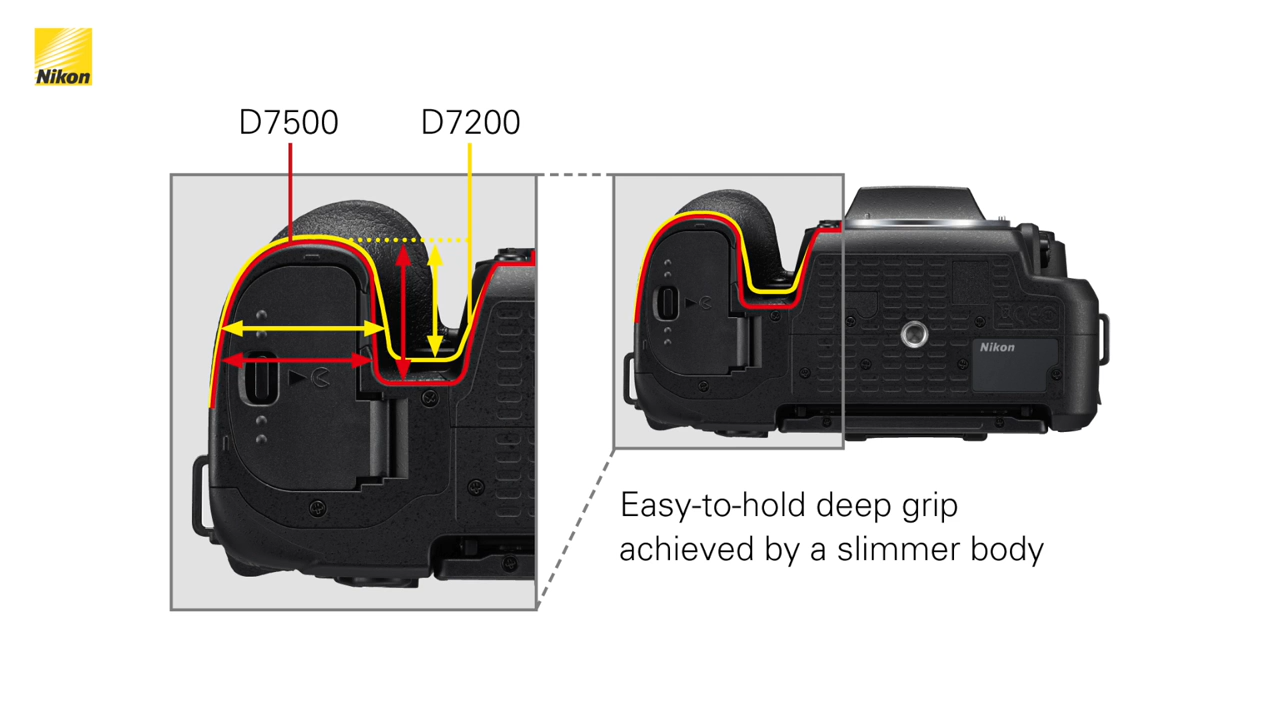 Nikon
D7500 D7200
Nikon
Easy-to-hold deep grip
achieved by a slimmer body